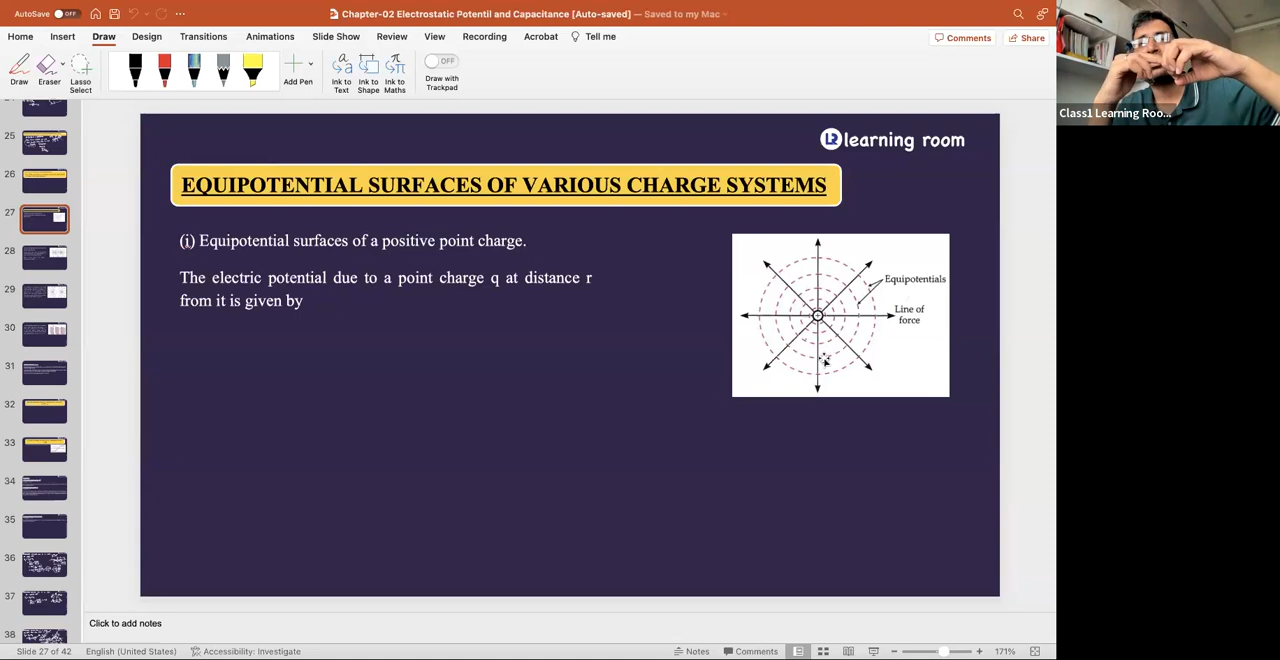 AutoSave OFF
Chapter-02 Electrostatic Potentil and Capacitance [Auto-saved] — Saved to my Mac
Home Insert Draw Design Transitions Animations Slide Show Review View Recording Acrobat Tell me
Comments Share
Draw
Eraser
Lasso
Select
Add Pen
Ink to
Text
Ink to
Shape
Ink to
Maths
OFF
Draw with
Trackpad
Class1 Learning Roo...
25
26
27
28
29
30
31
32
33
34
35
36
37
38
LR learning room
EQUIPOTENTIAL SURFACES OF VARIOUS CHARGE SYSTEMS
(i) Equipotential surfaces of a positive point charge.
The electric potential due to a point charge q at distance r
from it is given by
Equipotentials
Line of
force
+
Click to add notes
Slide 27 of 42 English (United States) Accessibility: Investigate
Notes Comments 171%